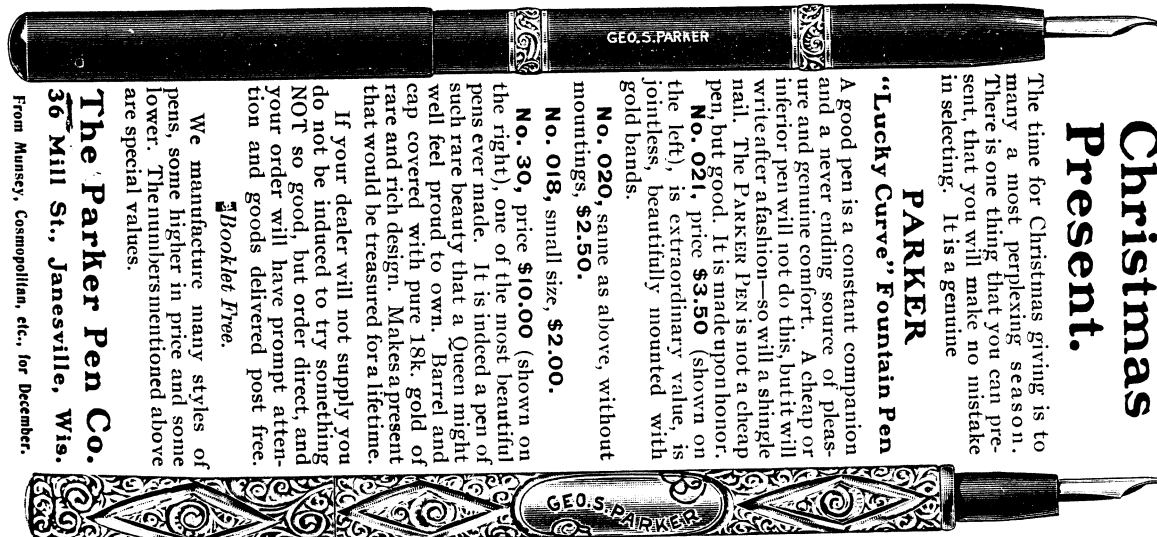 Christmas
Present.
The time for Christmas giving is to
many a most perplexing season.
There is one thing that you can pre-
sent, that you will make no mistake
in selecting. It is a genuine
PARKER
"Lucky Curve" Fountain Pen
A good pen is a constant companion
and a never ending source of pleas-
ure and genuine comfort. A cheap or
inferior pen will not do this, but it will
write after a fashion—so will a shingle
nail. The PARKER PEN is not a cheap
pen, but good. It is made upon honor.
No. 021, price $3.50 (shown on
the left), is extraordinary value, is
jointless, beautifully mounted with
gold bands.
No. 020, same as above, without
mountings, $2.50.
No. 018, small size, $2.00.
No. 30, price $10.00 (shown on
the right), one of the most beautiful
pens ever made. It is indeed a pen of
such rare beauty that a Queen might
well feel proud to own. Barrel and
cap covered with pure 18k. gold of
rare and rich design. Makes a present
that would be treasured for a lifetime.
If your dealer will not supply you
do not be induced to try something
NOT so good, but order direct, and
your order will have prompt atten-
tion and goods delivered post free.
Booklet Free.
We manufacture many styles of
pens, some higher in price and some
lower. The numbers mentioned above
are special values.
The Parker Pen Co.
36 Mill St., Janesville, Wis.
From Munsey, Cosmopolitan, etc., for December.
GEO. S. PARKER
GEO. S. PARKER